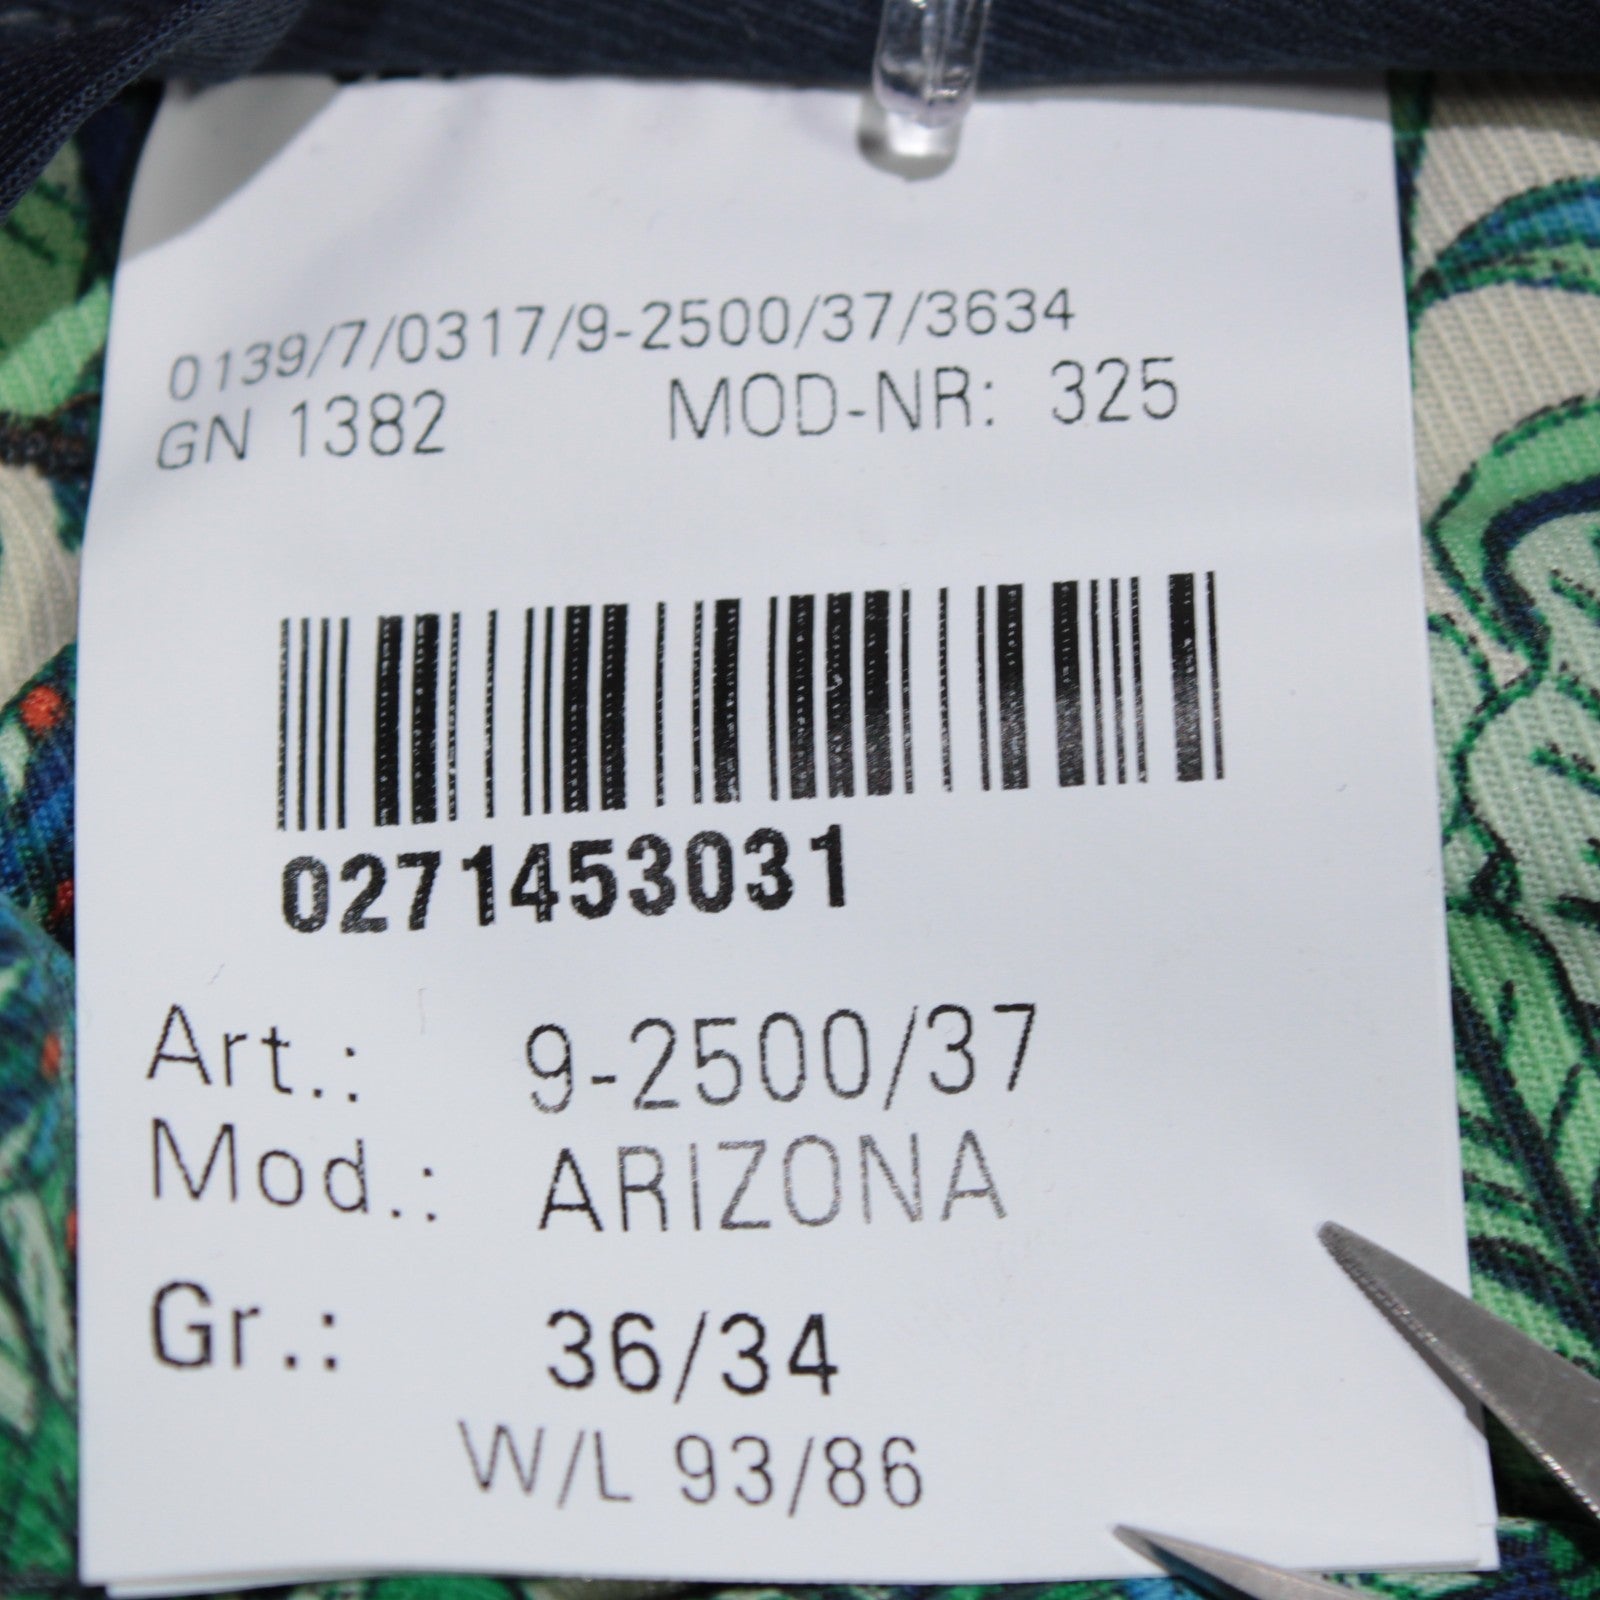 0139/7/0317/9-2500/37/3634
GN 1382 MOD-NR: 325
0271453031
Art.: 9-2500/37
Mod.: ARIZONA
Gr.: 36/34
W/L 93/86